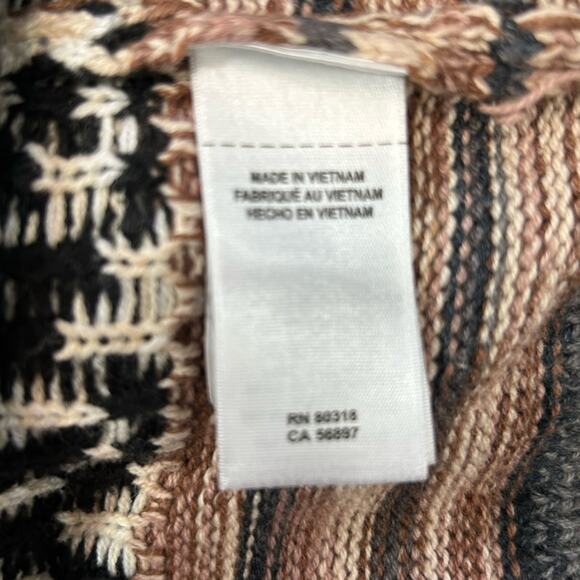 MADE IN VIETNAM
FABRIQUÉ AU VIETNAM
HECHO EN VIETNAM
RN 80318
CA 56897